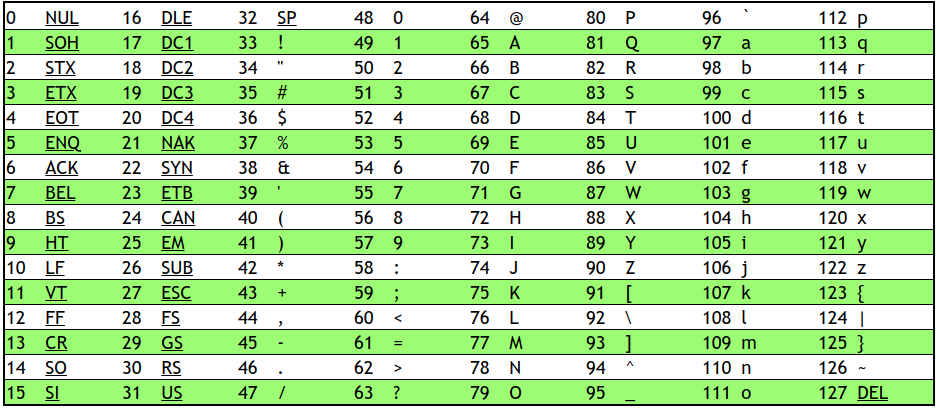 0 NUL 16 DLE 32 SP 48 0 64 @ 80 P 96 ` 112 p
1 SOH 17 DC1 33 ! 49 1 65 A 81 Q 97 a 113 q
2 STX 18 DC2 34 " 50 2 66 B 82 R 98 b 114 r
3 ETX 19 DC3 35 # 51 3 67 C 83 S 99 c 115 s
4 EOT 20 DC4 36 $ 52 4 68 D 84 T 100 d 116 t
5 ENQ 21 NAK 37 % 53 5 69 E 85 U 101 e 117 u
6 ACK 22 SYN 38 & 54 6 70 F 86 V 102 f 118 v
7 BEL 23 ETB 39 ' 55 7 71 G 87 W 103 g 119 w
8 BS 24 CAN 40 ( 56 8 72 H 88 X 104 h 120 x
9 HT 25 EM 41 ) 57 9 73 I 89 Y 105 i 121 y
10 LF 26 SUB 42 * 58 : 74 J 90 Z 106 j 122 z
11 VT 27 ESC 43 + 59 ; 75 K 91 [ 107 k 123 {
12 FF 28 FS 44 , 60 < 76 L 92 \ 108 l 124 |
13 CR 29 GS 45 - 61 = 77 M 93 ] 109 m 125 }
14 SO 30 RS 46 . 62 > 78 N 94 ^ 110 n 126 ~
15 SI 31 US 47 / 63 ? 79 O 95 _ 111 o 127 DEL